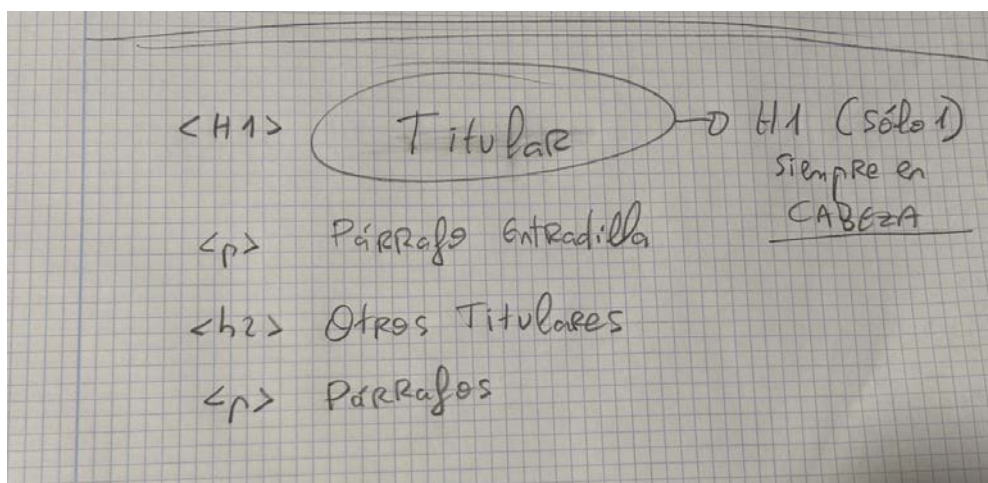 <H1> Titular → H1 (Sólo 1)
siempre en
CABEZA
<p> Párrafo Entradilla
<h2> Otros Titulares
<p> Párrafos